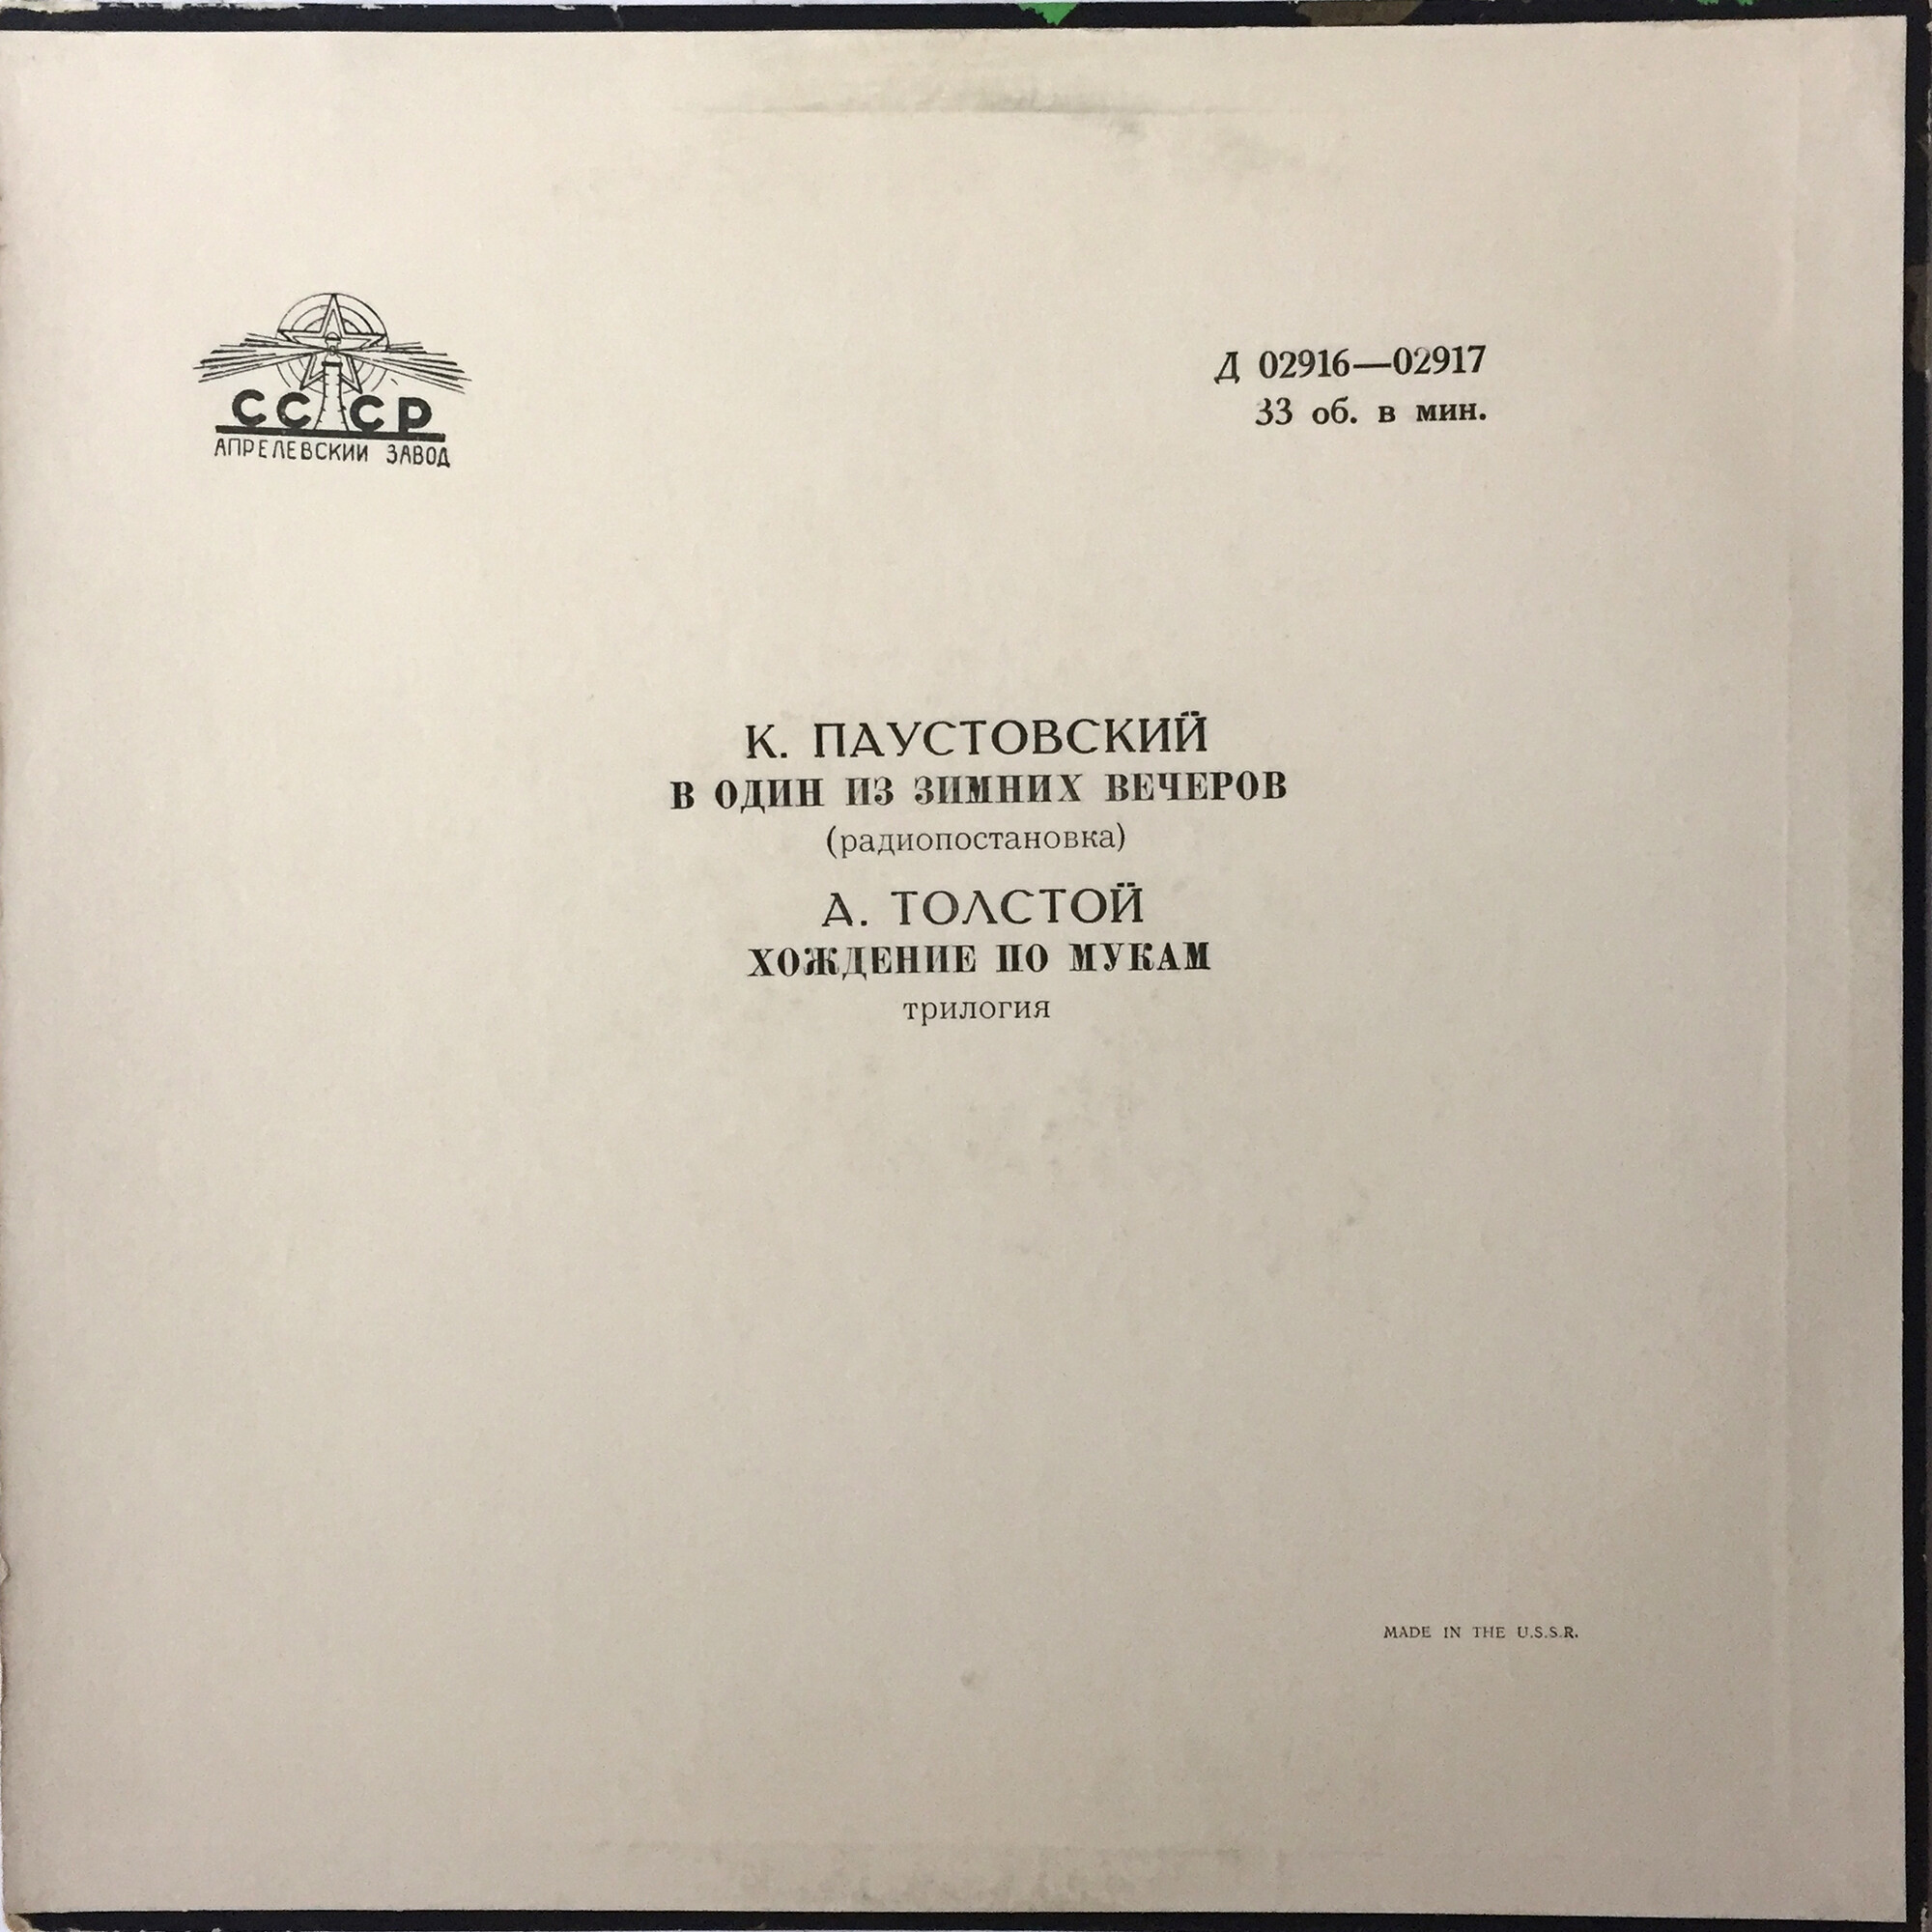 СССР
АПРЕЛЕВСКИЙ ЗАВОД
Д 02916—02917
33 об. в мин.
К. ПАУСТОВСКИЙ
В ОДИН ИЗ ЗИМНИХ ВЕЧЕРОВ
(радиопостановка)
А. ТОЛСТОЙ
ХОЖДЕНИЕ ПО МУКАМ
трилогия
MADE IN THE U.S.S.R.